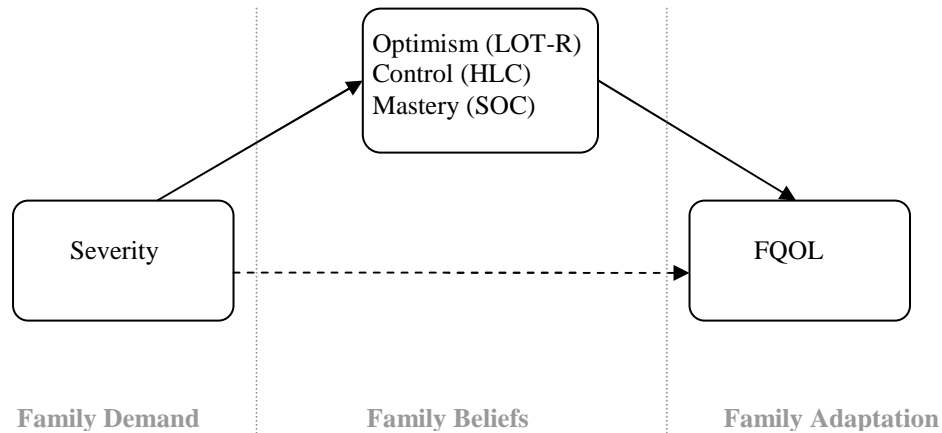 Optimism (LOT-R)
Control (HLC)
Mastery (SOC)
Severity
FQOL
Family Demand
Family Beliefs
Family Adaptation